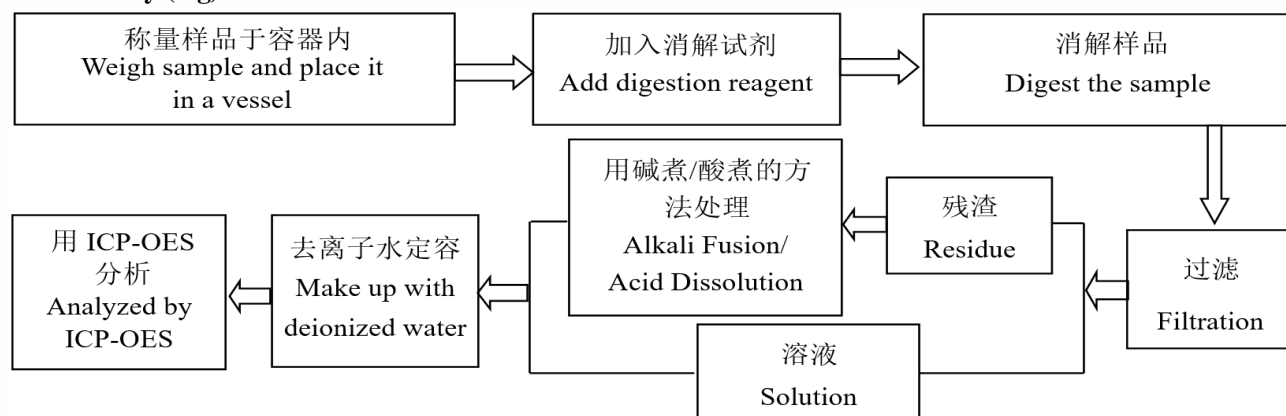 称量样品于容器内
Weigh sample and place it
in a vessel
加入消解试剂
Add digestion reagent
消解样品
Digest the sample
过滤
Filtration
残渣
Residue
用碱煮/酸煮的方
法处理
Alkali Fusion/
Acid Dissolution
溶液
Solution
去离子水定容
Make up with
deionized water
用 ICP-OES
分析
Analyzed by
ICP-OES